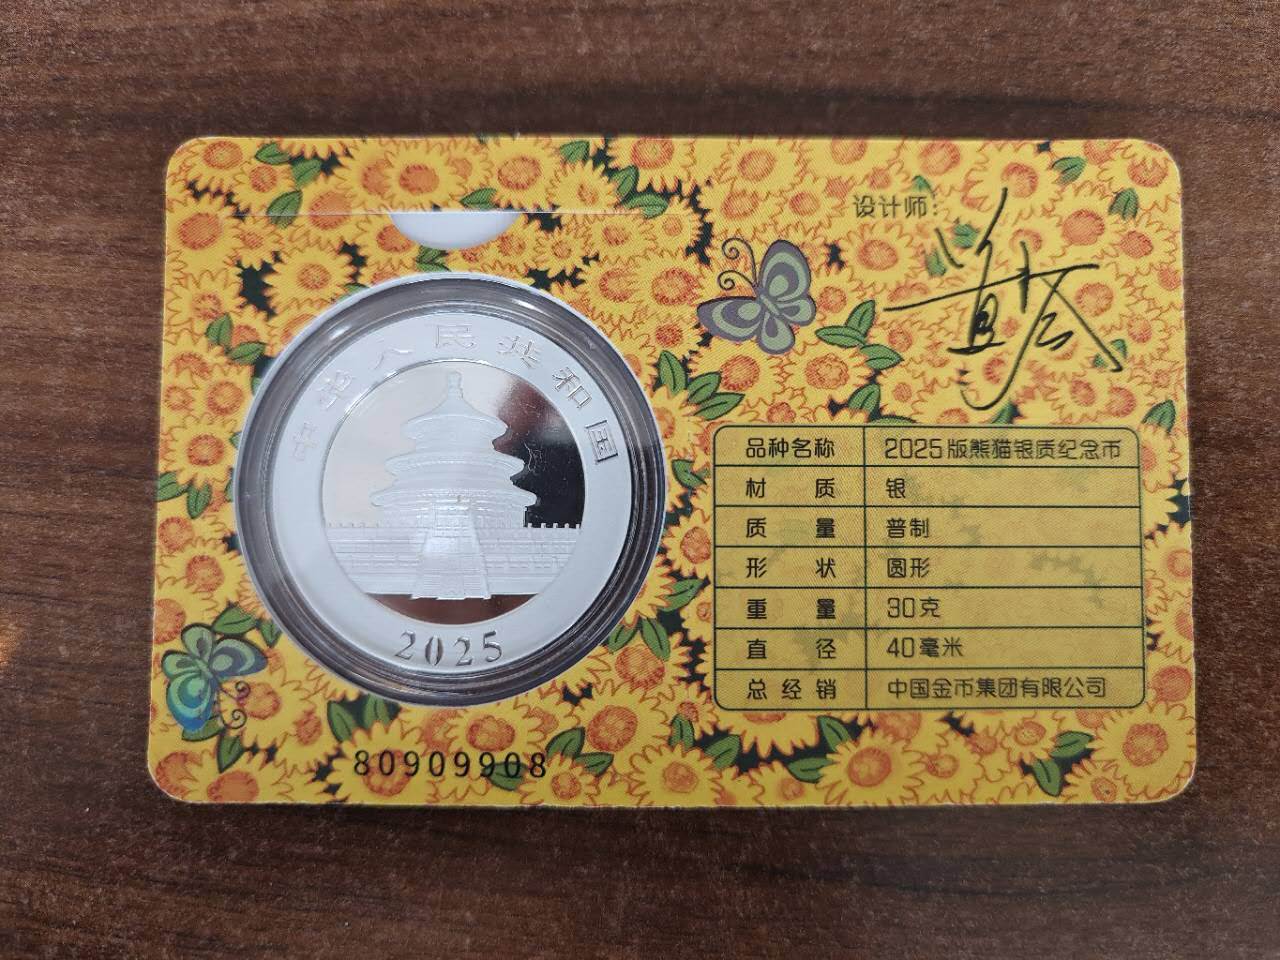 设计师:
中华人民共和国
2025
品种名称 2025版熊猫银质纪念币
材质 银
质量 普制
形状 圆形
重量 30克
直径 40毫米
总经销 中国金币集团有限公司
80909908